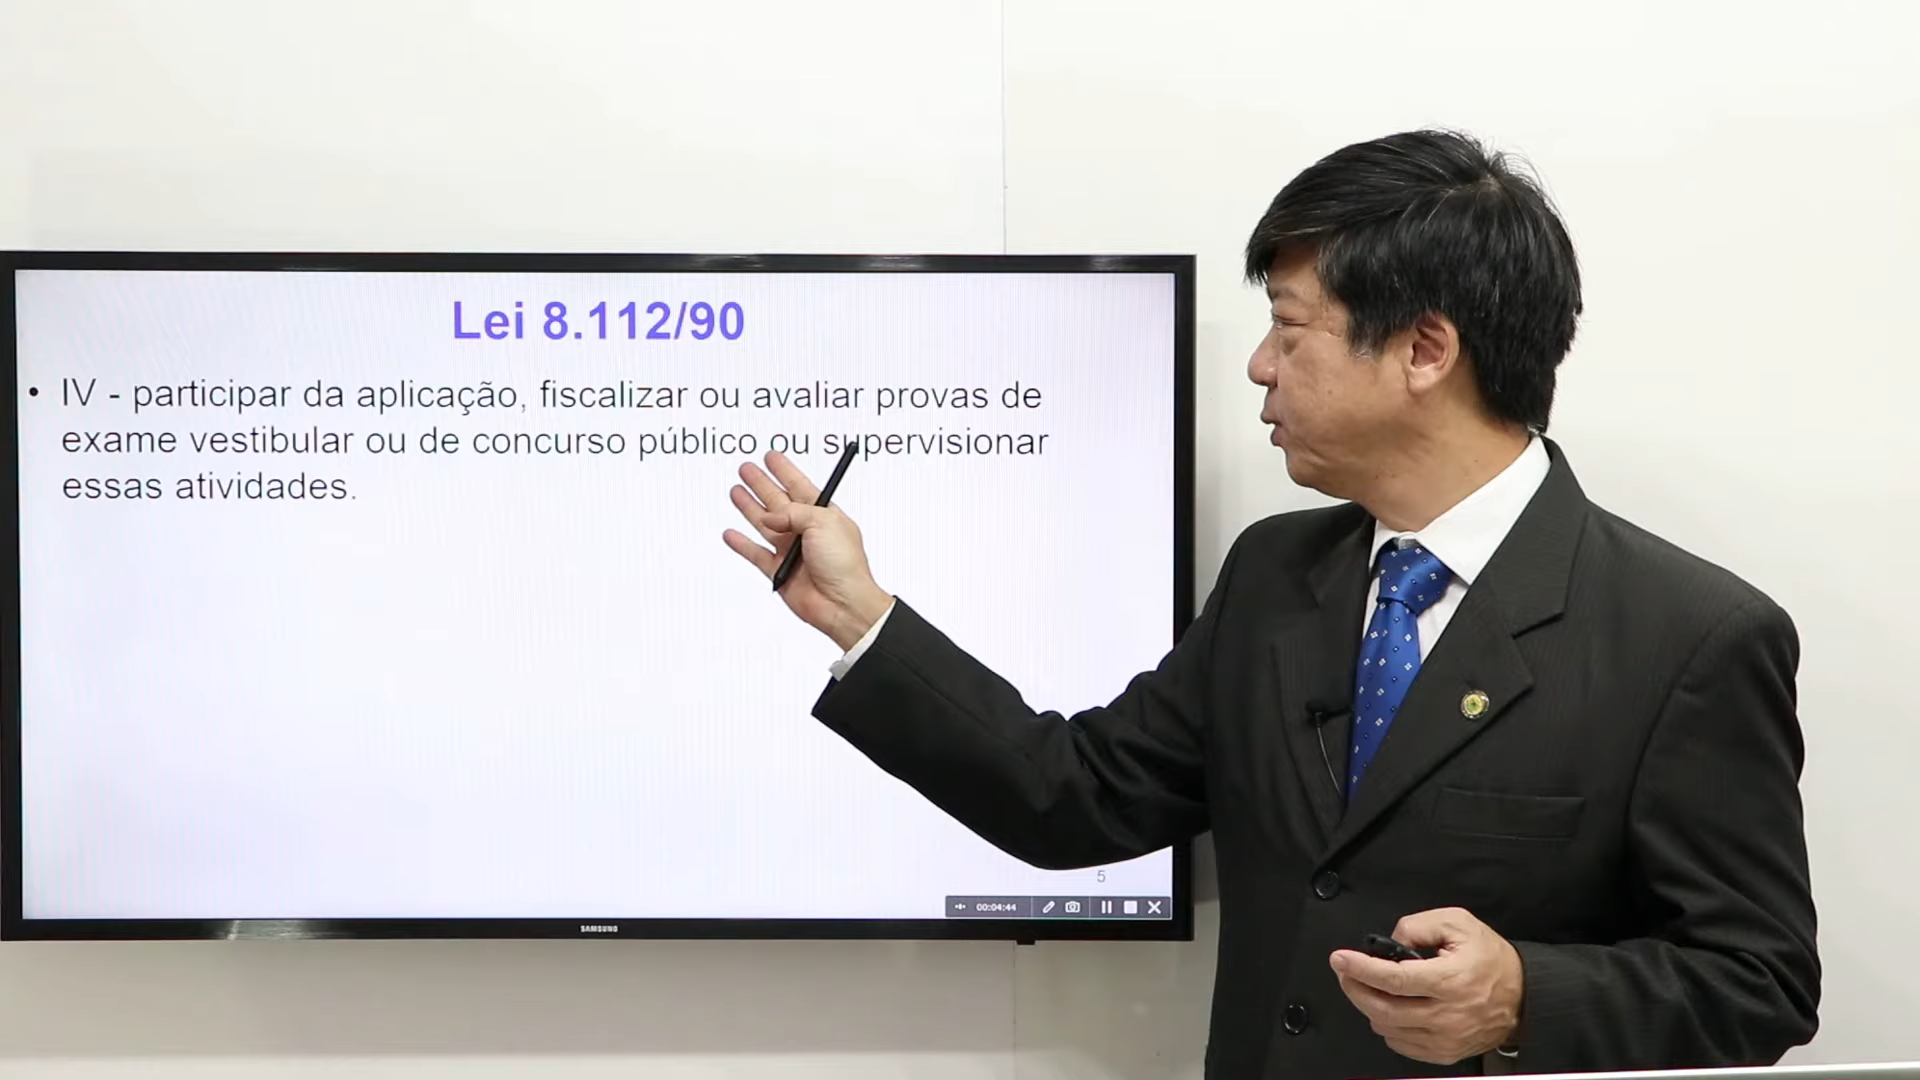 Lei 8.112/90
• IV - participar da aplicação, fiscalizar ou avaliar provas de
exame vestibular ou de concurso público ou supervisionar
essas atividades.
5
00:04:44
SAMSUNG